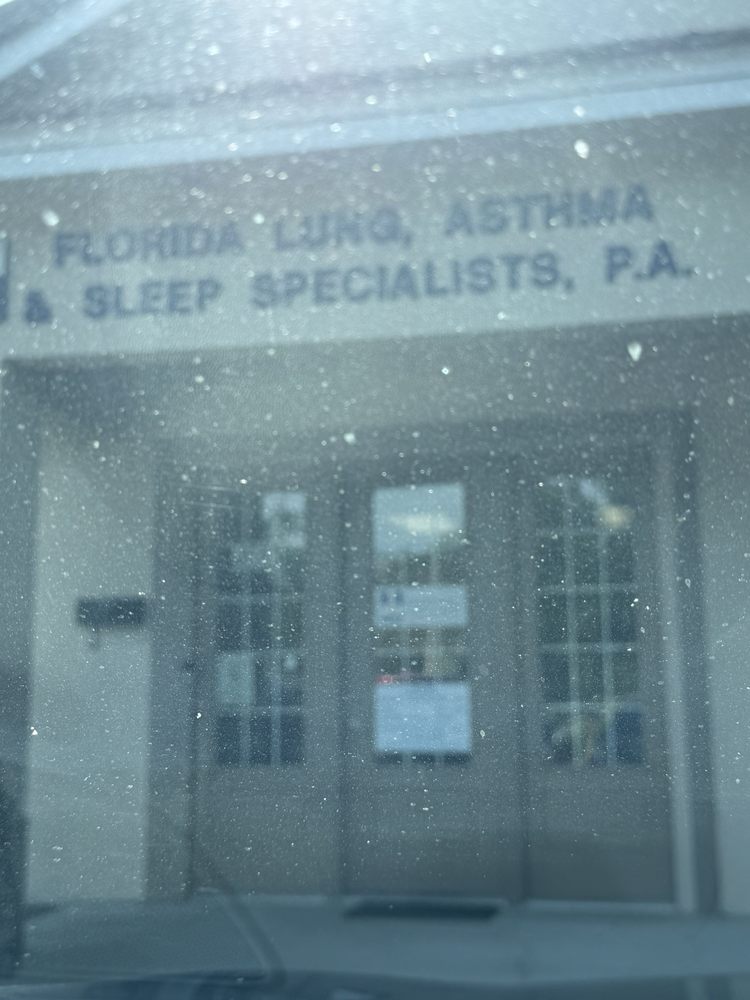 FLORIDA LUNG, ASTHMA
& SLEEP SPECIALISTS, P.A.